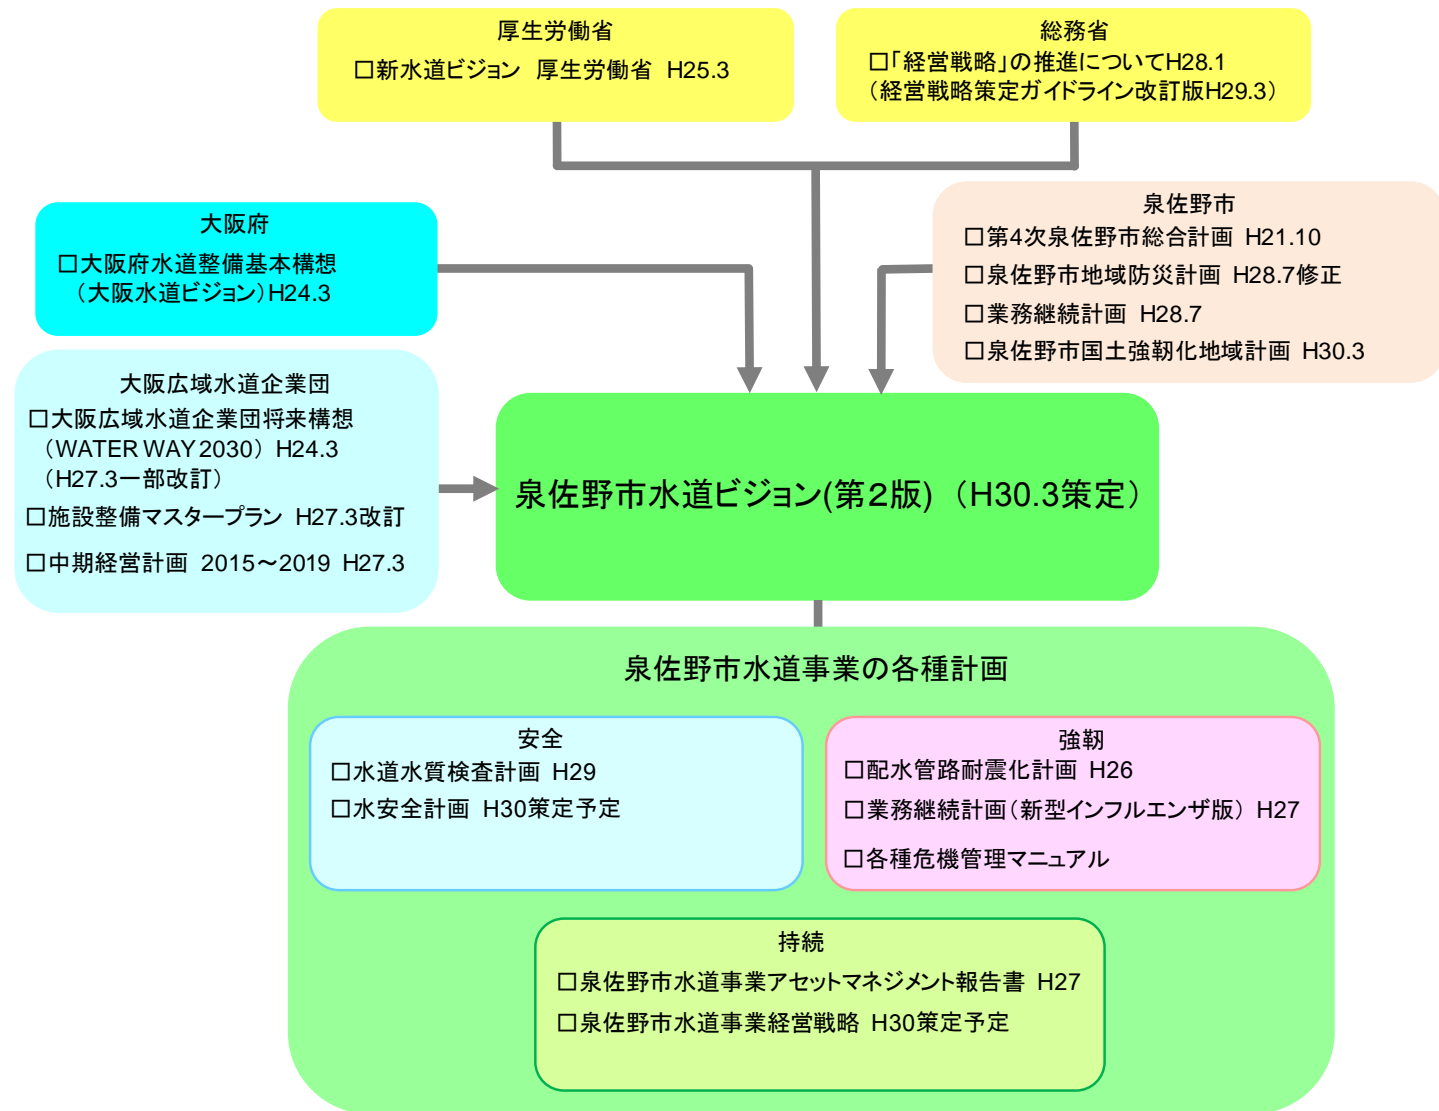 厚生労働省
□新水道ビジョン 厚生労働省 H25.3
総務省
□「経営戦略」の推進についてH28.1
（経営戦略策定ガイドライン改訂版H29.3）
大阪府
□大阪府水道整備基本構想
（大阪水道ビジョン）H24.3
泉佐野市
□第4次泉佐野市総合計画 H21.10
□泉佐野市地域防災計画 H28.7修正
□業務継続計画 H28.7
□泉佐野市国土強靭化地域計画 H30.3
大阪広域水道企業団
□大阪広域水道企業団将来構想
（WATER WAY 2030） H24.3
（H27.3一部改訂）
□施設整備マスタープラン H27.3改訂
□中期経営計画 2015～2019 H27.3
泉佐野市水道ビジョン(第２版) （H30.3策定）
泉佐野市水道事業の各種計画
安全
□水道水質検査計画 H29
□水安全計画 H30策定予定
強靭
□配水管路耐震化計画 H26
□業務継続計画（新型インフルエンザ版） H27
□各種危機管理マニュアル
持続
□泉佐野市水道事業アセットマネジメント報告書 H27
□泉佐野市水道事業経営戦略 H30策定予定